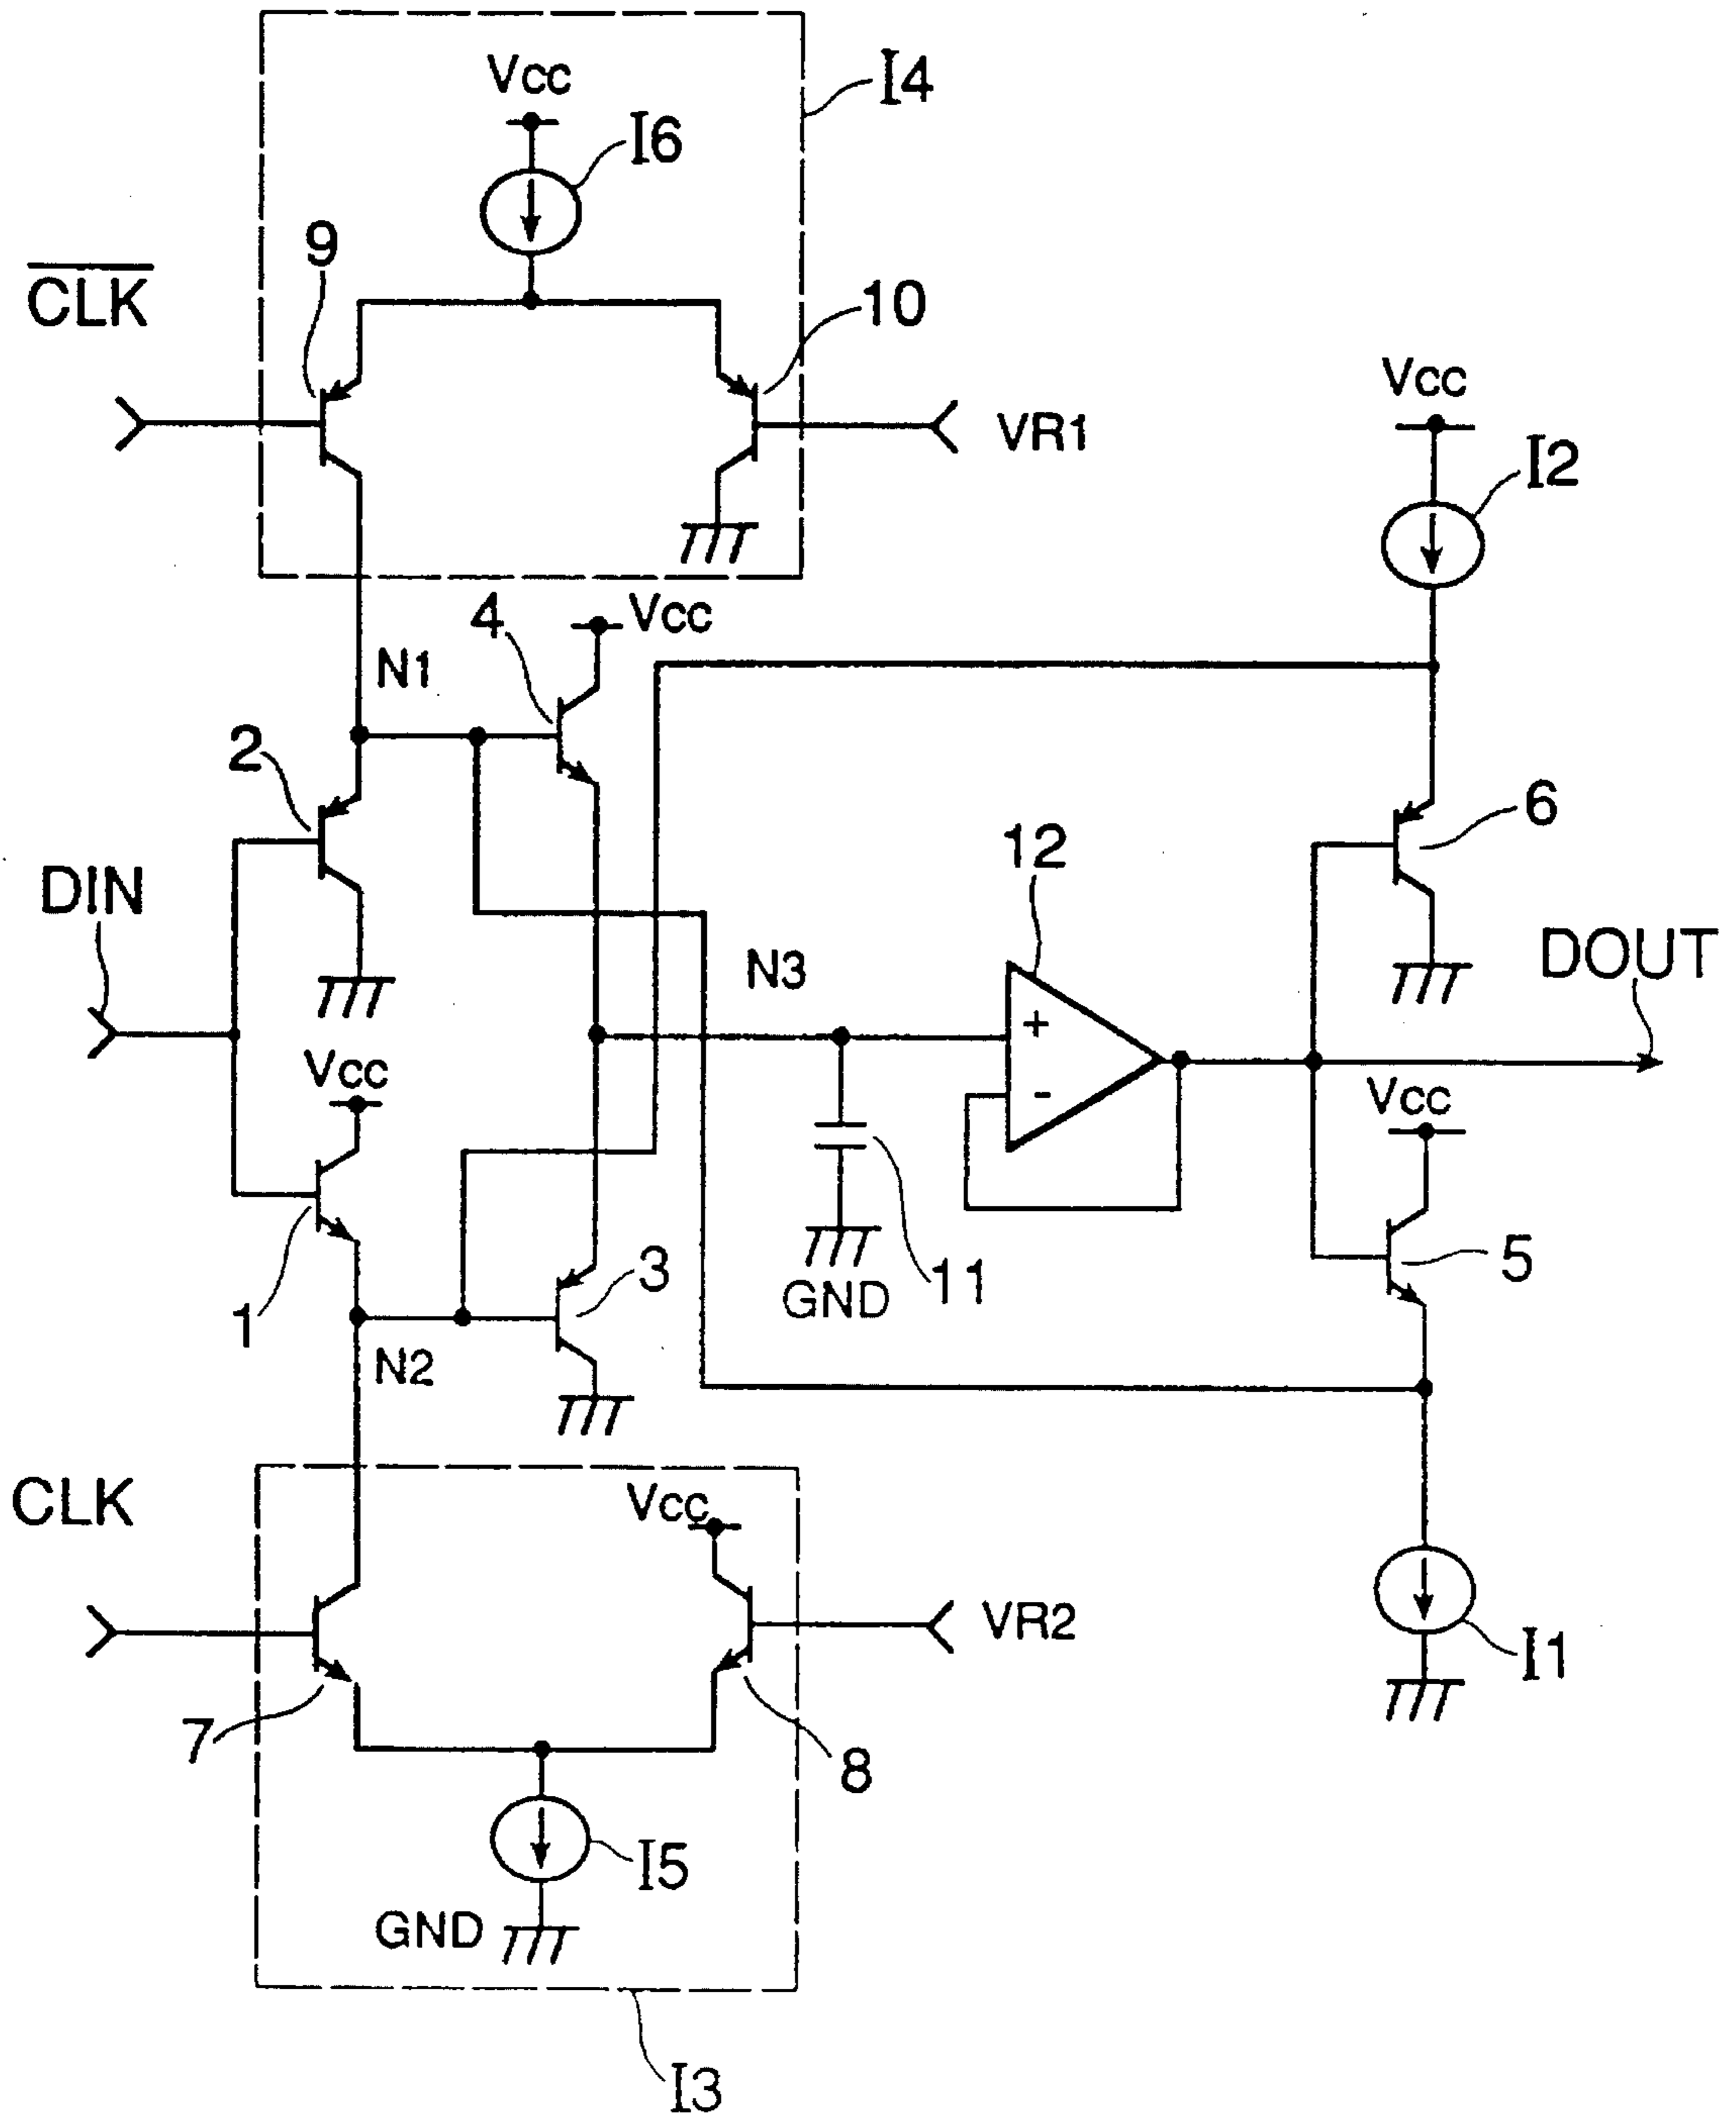 Vcc
I4
I6
9
CLK
10
VR1
Vcc
I2
4
Vcc
N1
2
6
12
DIN
DOUT
N3
+
Vcc
-
Vcc
3
5
11
GND
1
N2
CLK
Vcc
VR2
I1
7
8
I5
GND
I3